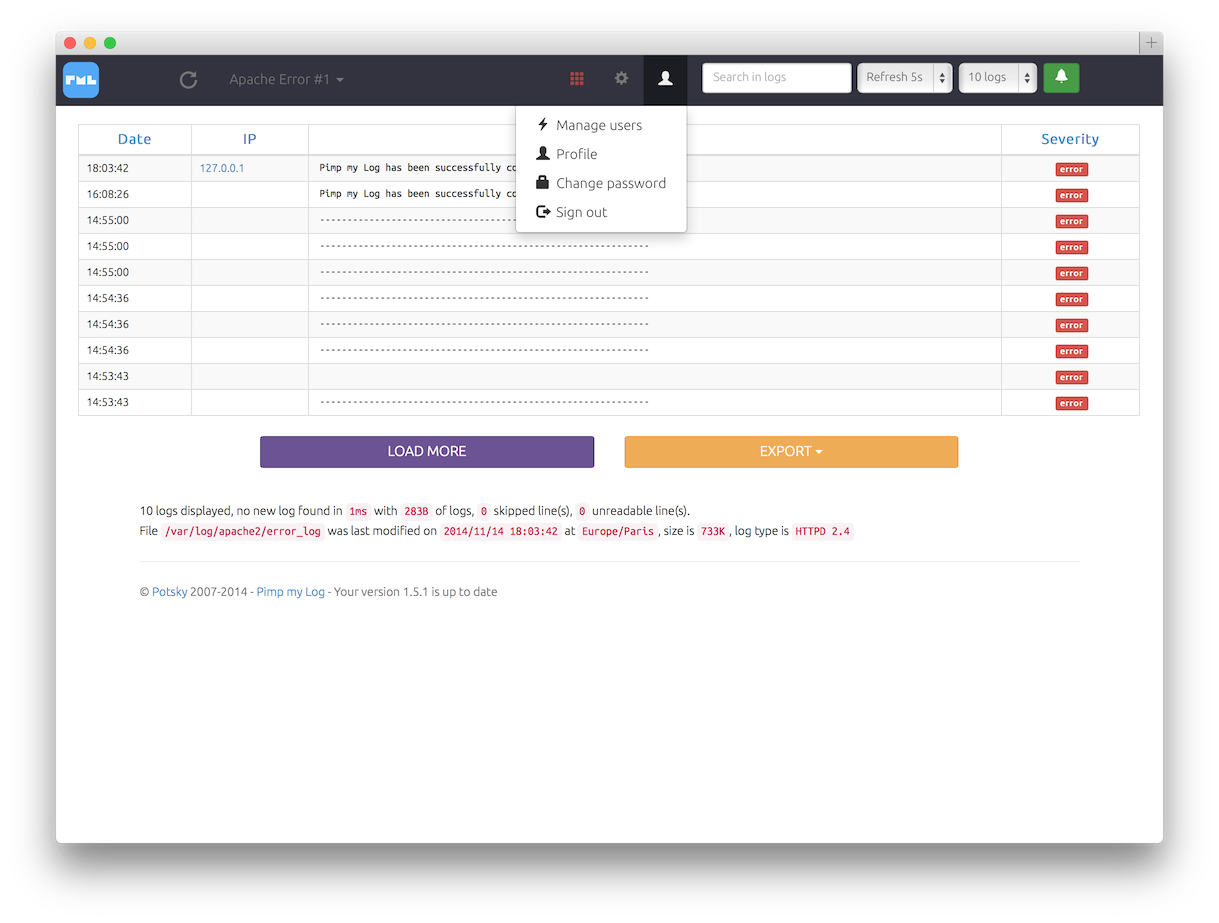 PML
Apache Error #1
Search in logs
Refresh 5s
10 logs
Manage users
Profile
Change password
Sign out
Date IP Severity
18:03:42 127.0.0.1 Pimp my Log has been successfully error
16:08:26 Pimp my Log has been successfully error
14:55:00 ------------------------------ error
14:55:00 ------------------------------------------------------- error
14:55:00 ------------------------------------------------------- error
14:54:36 ------------------------------------------------------- error
14:54:36 ------------------------------------------------------- error
14:54:36 ------------------------------------------------------- error
14:53:43 error
14:53:43 ------------------------------------------------------- error
LOAD MORE
EXPORT
10 logs displayed, no new log found in 1ms with 283B of logs, 0 skipped line(s), 0 unreadable line(s).
File /var/log/apache2/error_log was last modified on 2014/11/14 18:03:42 at Europe/Paris , size is 733K , log type is HTTPD 2.4
© Potsky 2007-2014 - Pimp my Log - Your version 1.5.1 is up to date